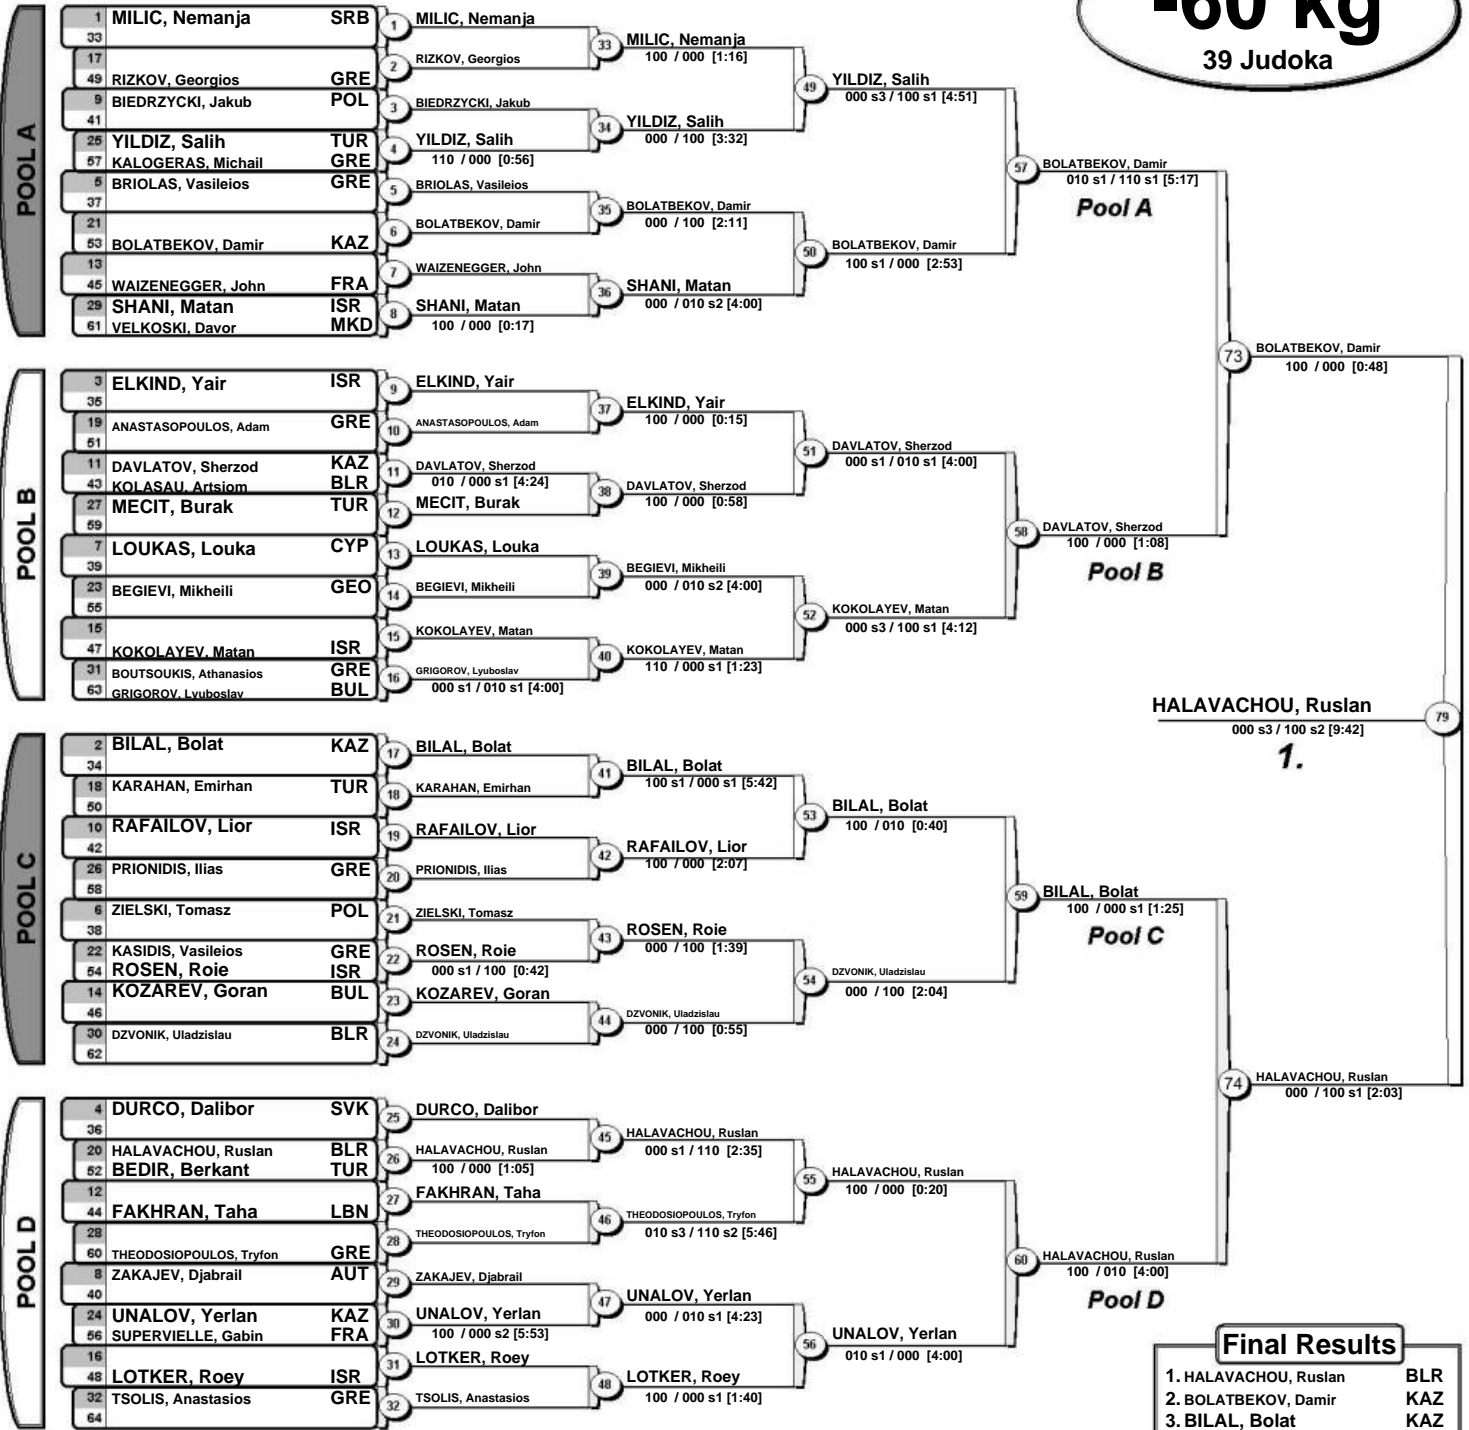 -60 kg
39 Judoka
POOL A
1 MILIC, Nemanja SRB
33
17
49 RIZKOV, Georgios GRE
9 BIEDRZYCKI, Jakub POL
41
25 YILDIZ, Salih TUR
57 KALOGERAS, Michail GRE
5 BRIOLAS, Vasileios GRE
37
21
53 BOLATBEKOV, Damir KAZ
13
45 WAIZENEGGER, John FRA
29 SHANI, Matan ISR
61 VELKOSKI, Davor MKD
1 MILIC, Nemanja
2 RIZKOV, Georgios
3 BIEDRZYCKI, Jakub
4 YILDIZ, Salih
110 / 000 [0:56]
5 BRIOLAS, Vasileios
6 BOLATBEKOV, Damir
7 WAIZENEGGER, John
8 SHANI, Matan
100 / 000 [0:17]
33 MILIC, Nemanja
100 / 000 [1:16]
34 YILDIZ, Salih
000 / 100 [3:32]
35 BOLATBEKOV, Damir
000 / 100 [2:11]
36 SHANI, Matan
000 / 010 s2 [4:00]
49 YILDIZ, Salih
000 s3 / 100 s1 [4:51]
50 BOLATBEKOV, Damir
100 s1 / 000 [2:53]
57 BOLATBEKOV, Damir
010 s1 / 110 s1 [5:17]
Pool A
POOL B
3 ELKIND, Yair ISR
35
19 ANASTASOPOULOS, Adam GRE
51
11 DAVLATOV, Sherzod KAZ
43 KOLASAU, Artsiom BLR
27 MECIT, Burak TUR
59
7 LOUKAS, Louka CYP
39
23 BEGIEVI, Mikheili GEO
55
15
47 KOKOLAYEV, Matan ISR
31 BOUTSOUKIS, Athanasios GRE
63 GRIGOROV, Lyuboslav BUL
9 ELKIND, Yair
10 ANASTASOPOULOS, Adam
11 DAVLATOV, Sherzod
010 / 000 s1 [4:24]
12 MECIT, Burak
13 LOUKAS, Louka
14 BEGIEVI, Mikheili
15 KOKOLAYEV, Matan
16 GRIGOROV, Lyuboslav
000 s1 / 010 s1 [4:00]
37 ELKIND, Yair
100 / 000 [0:15]
38 DAVLATOV, Sherzod
100 / 000 [0:58]
39 BEGIEVI, Mikheili
000 / 010 s2 [4:00]
40 KOKOLAYEV, Matan
110 / 000 s1 [1:23]
51 DAVLATOV, Sherzod
000 s1 / 010 s1 [4:00]
52 KOKOLAYEV, Matan
000 s3 / 100 s1 [4:12]
58 DAVLATOV, Sherzod
100 / 000 [1:08]
Pool B
73 BOLATBEKOV, Damir
100 / 000 [0:48]
HALAVACHOU, Ruslan 79
000 s3 / 100 s2 [9:42]
1.
POOL C
2 BILAL, Bolat KAZ
34
18 KARAHAN, Emirhan TUR
50
10 RAFAILOV, Lior ISR
42
26 PRIONIDIS, Ilias GRE
58
6 ZIELSKI, Tomasz POL
38
22 KASIDIS, Vasileios GRE
54 ROSEN, Roie ISR
14 KOZAREV, Goran BUL
46
30 DZVONIK, Uladzislau BLR
62
17 BILAL, Bolat
18 KARAHAN, Emirhan
19 RAFAILOV, Lior
20 PRIONIDIS, Ilias
21 ZIELSKI, Tomasz
22 ROSEN, Roie
000 s1 / 100 [0:42]
23 KOZAREV, Goran
24 DZVONIK, Uladzislau
41 BILAL, Bolat
100 s1 / 000 s1 [5:42]
42 RAFAILOV, Lior
100 / 000 [2:07]
43 ROSEN, Roie
000 / 100 [1:39]
44 DZVONIK, Uladzislau
000 / 100 [0:55]
53 BILAL, Bolat
100 / 010 [0:40]
54 DZVONIK, Uladzislau
000 / 100 [2:04]
59 BILAL, Bolat
100 / 000 s1 [1:25]
Pool C
POOL D
4 DURCO, Dalibor SVK
36
20 HALAVACHOU, Ruslan BLR
52 BEDIR, Berkant TUR
12
44 FAKHRAN, Taha LBN
28
60 THEODOSIOPOULOS, Tryfon GRE
8 ZAKAJEV, Djabrail AUT
40
24 UNALOV, Yerlan KAZ
56 SUPERVIELLE, Gabin FRA
16
48 LOTKER, Roey ISR
32 TSOLIS, Anastasios GRE
64
25 DURCO, Dalibor
26 HALAVACHOU, Ruslan
100 / 000 [1:05]
27 FAKHRAN, Taha
28 THEODOSIOPOULOS, Tryfon
29 ZAKAJEV, Djabrail
30 UNALOV, Yerlan
100 / 000 s2 [5:53]
31 LOTKER, Roey
32 TSOLIS, Anastasios
45 HALAVACHOU, Ruslan
000 s1 / 110 [2:35]
46 THEODOSIOPOULOS, Tryfon
010 s3 / 110 s2 [5:46]
47 UNALOV, Yerlan
000 / 010 s1 [4:23]
48 LOTKER, Roey
100 / 000 s1 [1:40]
55 HALAVACHOU, Ruslan
100 / 000 [0:20]
56 UNALOV, Yerlan
010 s1 / 000 [4:00]
60 HALAVACHOU, Ruslan
100 / 010 [4:00]
Pool D
74 HALAVACHOU, Ruslan
000 / 100 s1 [2:03]
Final Results
1. HALAVACHOU, Ruslan BLR
2. BOLATBEKOV, Damir KAZ
3. BILAL, Bolat KAZ